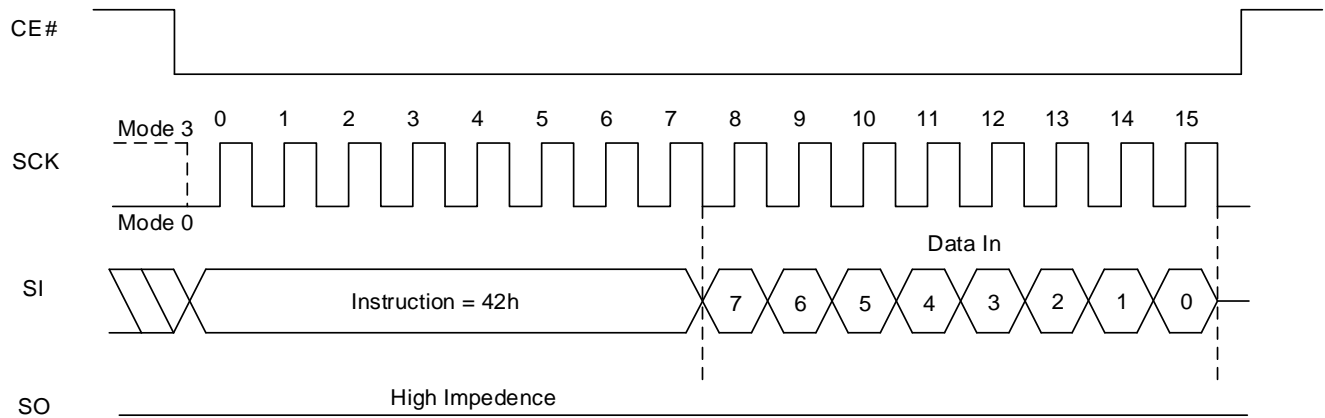 CE#
0 1 2 3 4 5 6 7 8 9 10 11 12 13 14 15
Mode 3
SCK
Mode 0
Data In
SI
Instruction = 42h
7 6 5 4 3 2 1 0
High Impedence
SO